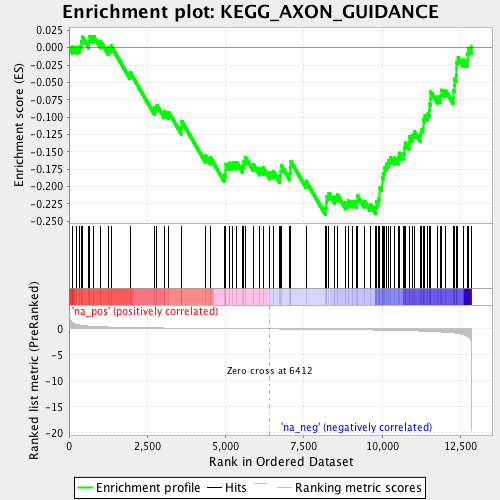 Enrichment plot: KEGG_AXON_GUIDANCE
Enrichment score (ES)
0.025
0.000
-0.025
-0.050
-0.075
-0.100
-0.125
-0.150
-0.175
-0.200
-0.225
-0.250
'na_pos' (positively correlated)
Ranked list metric (PreRanked)
0
-5
-10
-15
-20
Zero cross at 6412
'na_neg' (negatively correlated)
0 2,500 5,000 7,500 10,000 12,500
Rank in Ordered Dataset
Enrichment profile Hits Ranking metric scores